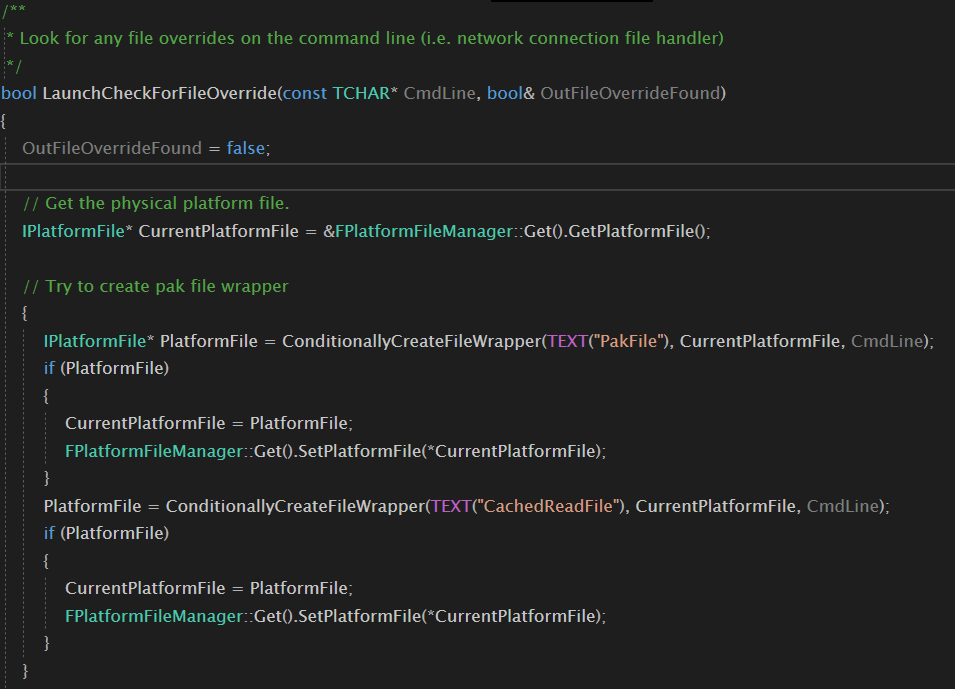 /**
* Look for any file overrides on the command line (i.e. network connection file handler)
*/
bool LaunchCheckForFileOverride(const TCHAR* CmdLine, bool& OutFileOverrideFound)
{
OutFileOverrideFound = false;
// Get the physical platform file.
IPlatformFile* CurrentPlatformFile = &FPlatformFileManager::Get().GetPlatformFile();
// Try to create pak file wrapper
{
IPlatformFile* PlatformFile = ConditionallyCreateFileWrapper(TEXT("PakFile"), CurrentPlatformFile, CmdLine);
if (PlatformFile)
{
CurrentPlatformFile = PlatformFile;
FPlatformFileManager::Get().SetPlatformFile(*CurrentPlatformFile);
}
PlatformFile = ConditionallyCreateFileWrapper(TEXT("CachedReadFile"), CurrentPlatformFile, CmdLine);
if (PlatformFile)
{
CurrentPlatformFile = PlatformFile;
FPlatformFileManager::Get().SetPlatformFile(*CurrentPlatformFile);
}
}